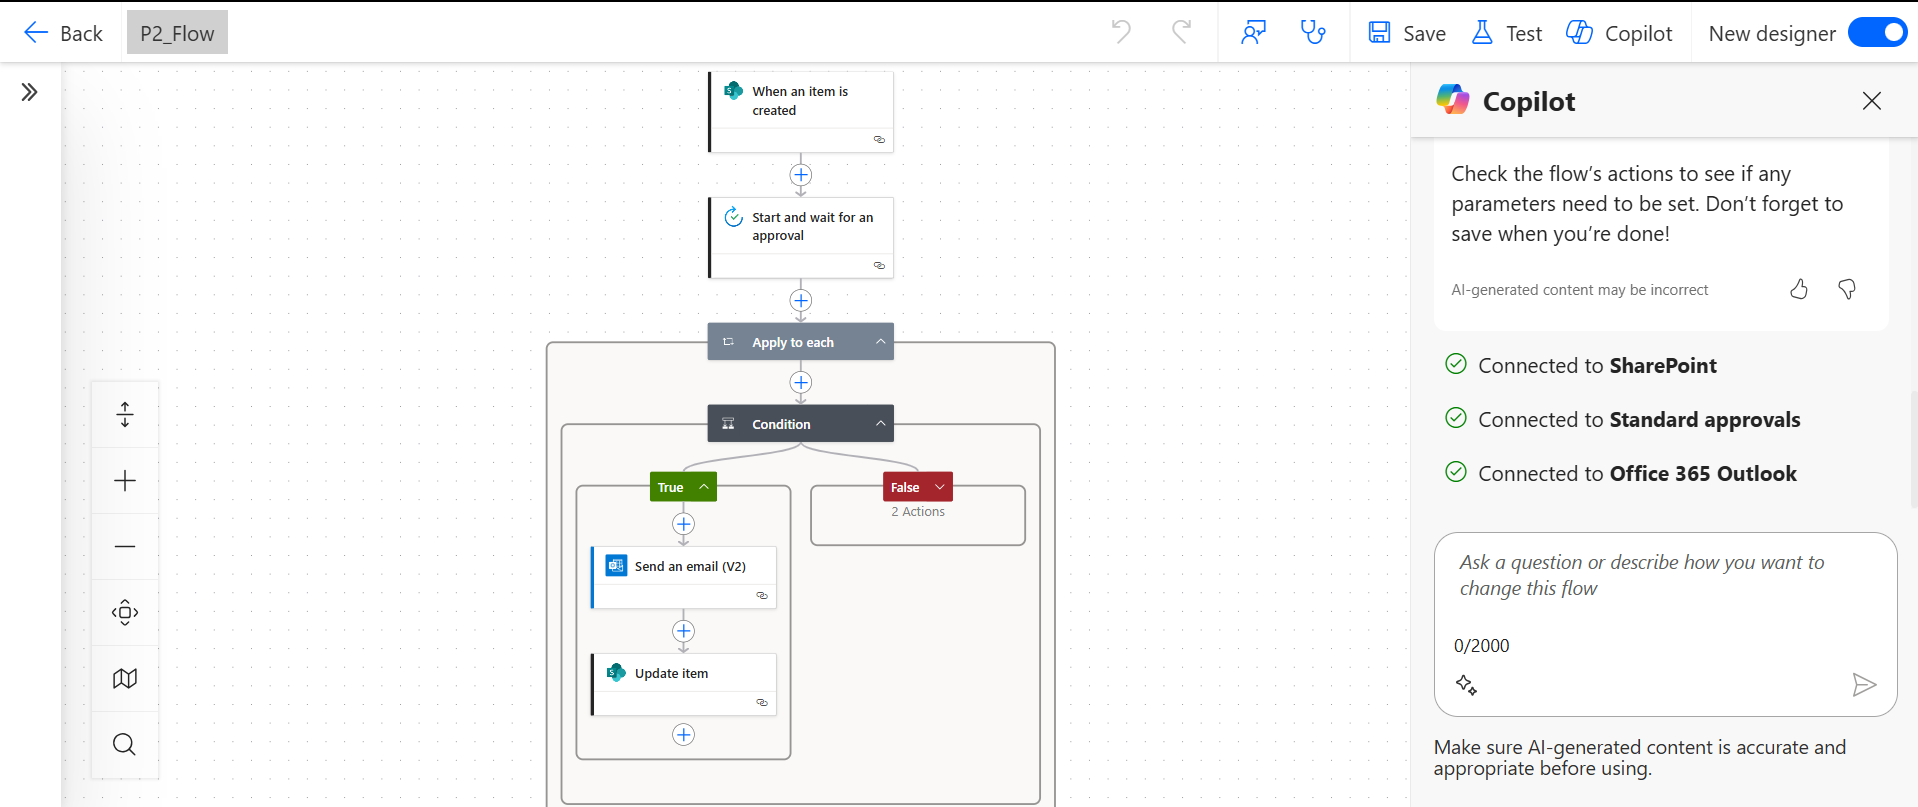 Back
P2_Flow
Save
Test
Copilot
New designer
When an item is
created
Start and wait for an
approval
Apply to each
Condition
True
False
2 Actions
Send an email (V2)
Update item
Copilot
Check the flow’s actions to see if any
parameters need to be set. Don’t forget to
save when you’re done!
AI-generated content may be incorrect
Connected to SharePoint
Connected to Standard approvals
Connected to Office 365 Outlook
Ask a question or describe how you want to
change this flow
0/2000
Make sure AI-generated content is accurate and
appropriate before using.